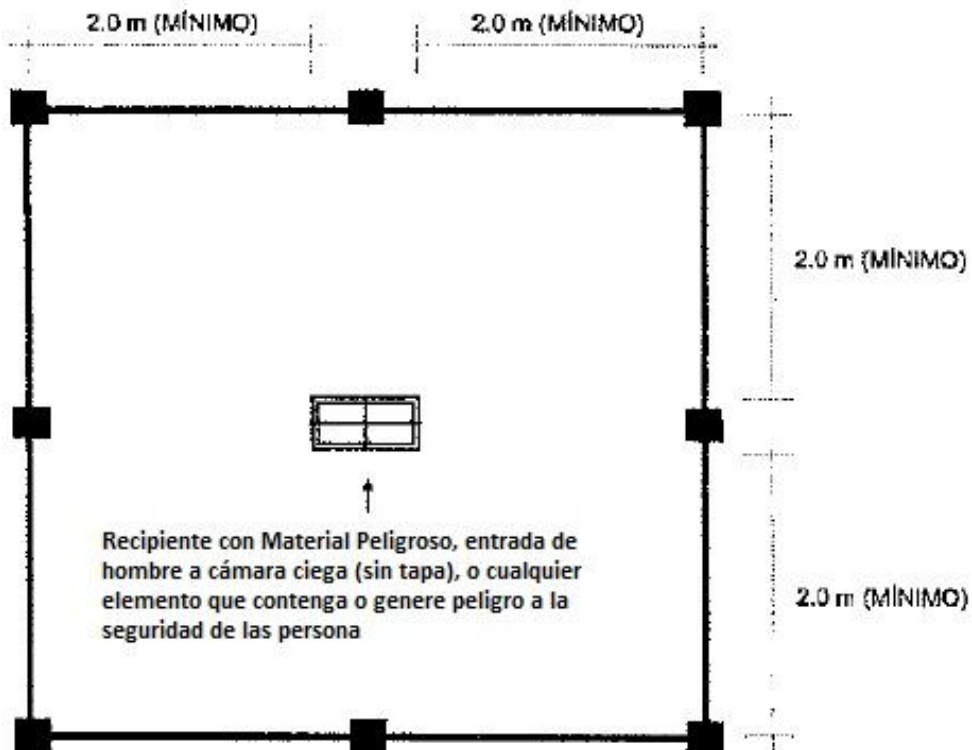 2.0 m (MÍNIMO)
2.0 m (MÍNIMO)
2.0 m (MÍNIMO)
Recipiente con Material Peligroso, entrada de
hombre a cámara ciega (sin tapa), o cualquier
elemento que contenga o genere peligro a la
seguridad de las persona
2.0 m (MÍNIMO)